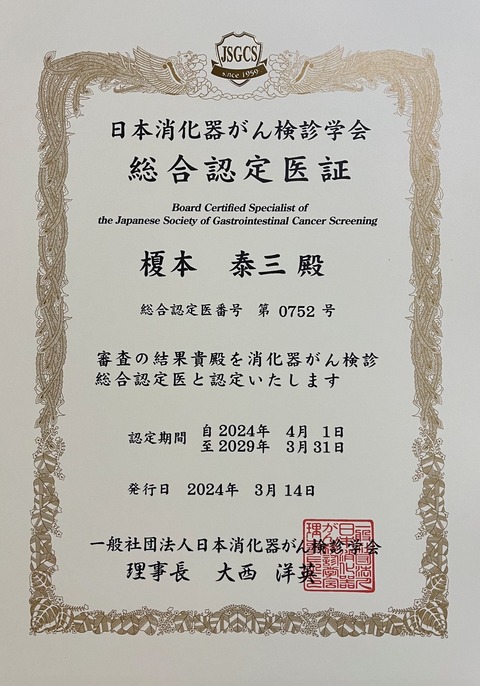 JSGCS
since 1959
日本消化器がん検診学会
総合認定医証
Board Certified Specialist of
the Japanese Society of Gastrointestinal Cancer Screening
榎本 泰三 殿
総合認定医番号 第 0752 号
審査の結果貴殿を消化器がん検診
総合認定医と認定いたします
認定期間 自 2024年 4月 1日
至 2029年 3月 31日
発行日 2024年 3月 14日
一般社団法人日本消化器がん検診学会
理事長 大西 洋英